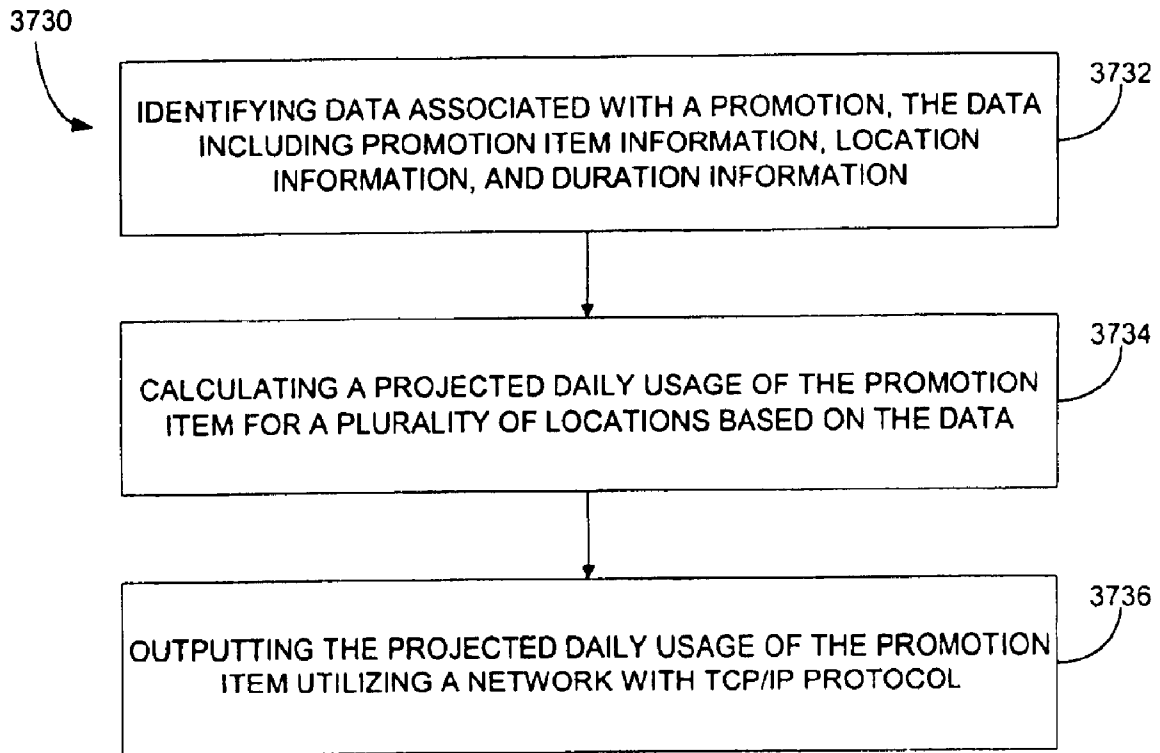 3730
3732
IDENTIFYING DATA ASSOCIATED WITH A PROMOTION, THE DATA
INCLUDING PROMOTION ITEM INFORMATION, LOCATION
INFORMATION, AND DURATION INFORMATION
3734
CALCULATING A PROJECTED DAILY USAGE OF THE PROMOTION
ITEM FOR A PLURALITY OF LOCATIONS BASED ON THE DATA
3736
OUTPUTTING THE PROJECTED DAILY USAGE OF THE PROMOTION
ITEM UTILIZING A NETWORK WITH TCP/IP PROTOCOL